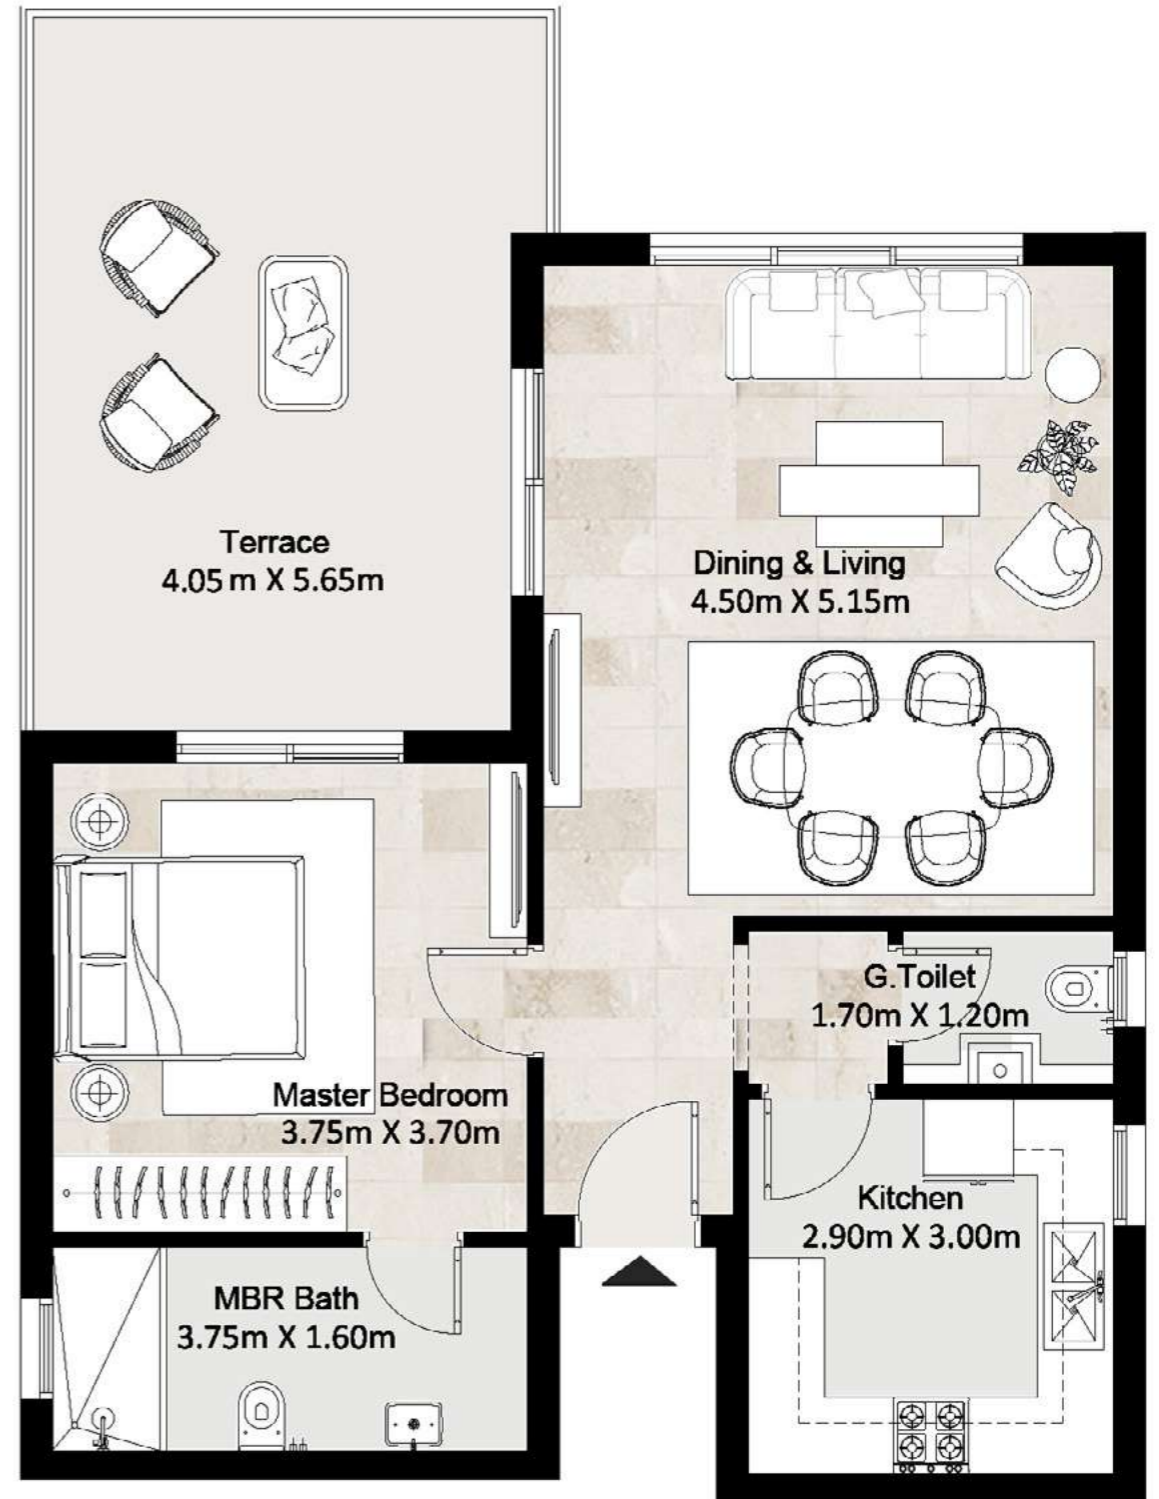 Terrace
4.05 m X 5.65m
Dining & Living
4.50m X 5.15m
G.Toilet
1.70m X 1.20m
Master Bedroom
3.75m X 3.70m
Kitchen
2.90m X 3.00m
MBR Bath
3.75m X 1.60m